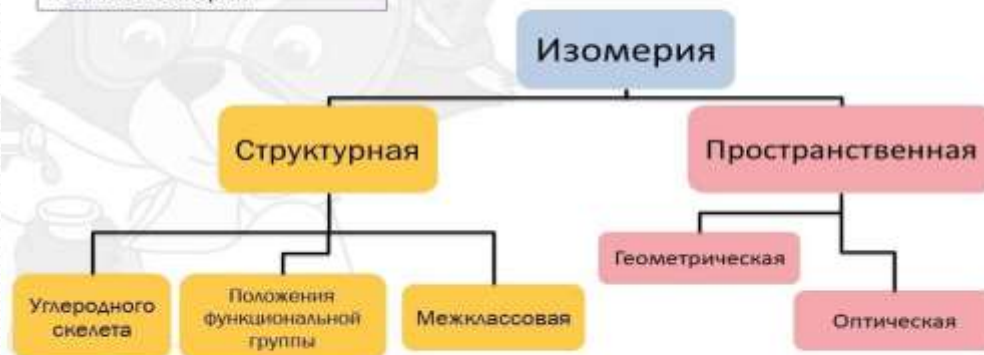 Изомерия
Структурная
Пространственная
Геометрическая
Углеродного
скелета
Положения
функциональной
группы
Межклассовая
Оптическая